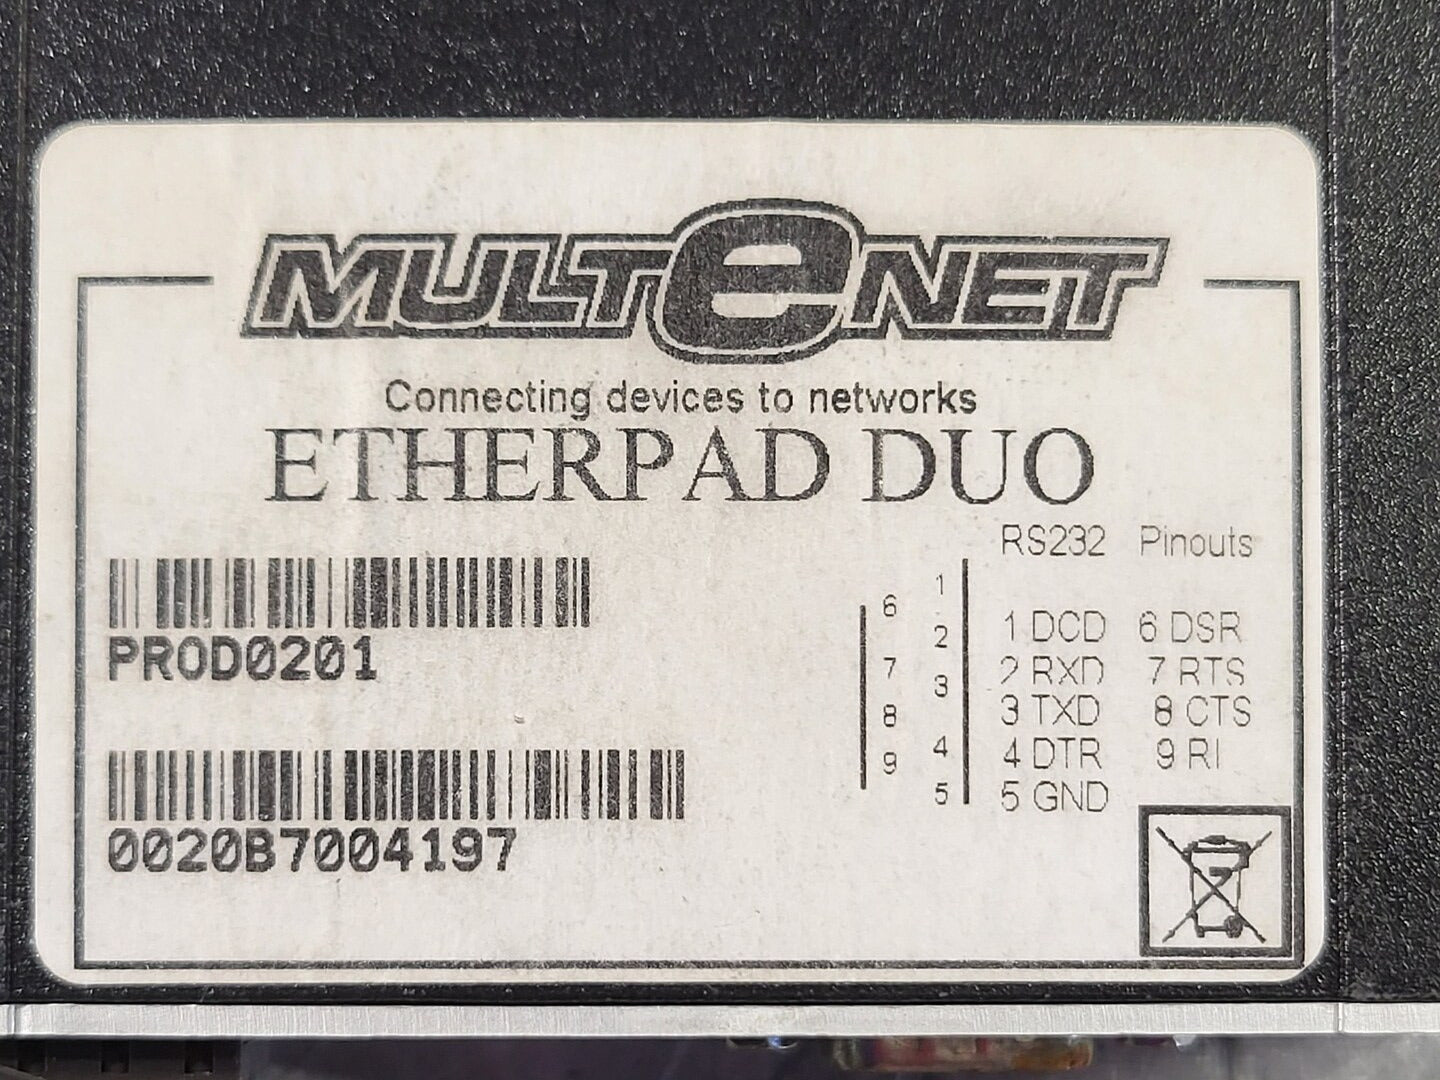 MULTeNET
Connecting devices to networks
ETHERPAD DUO
PROD0201
0020B7004197
6
7
8
9
1
2
3
4
5
RS232 Pinouts
1 DCD 6 DSR
2 RXD 7 RTS
3 TXD 8 CTS
4 DTR 9 RI
5 GND